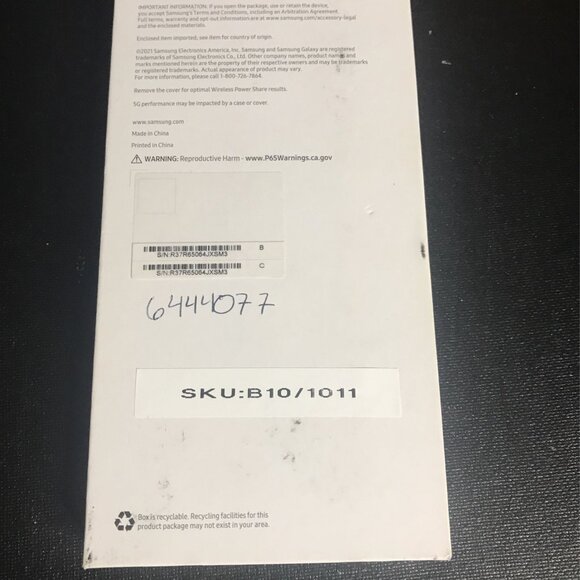 IMPORTANT INFORMATION: If you open the package, use or retain the device,
you accept Samsung's Terms and Conditions, including an Arbitration Agreement.
Full terms, warranty and opt-out information are at www.samsung.com/accessory-legal
and the enclosed materials.
Enclosed item imported; see item for country of origin.
©2021 Samsung Electronics America, Inc. Samsung and Samsung Galaxy are registered
trademarks of Samsung Electronics Co., Ltd. Other company names, product names and
marks mentioned herein are the property of their respective owners and may be trademarks
or registered trademarks. Actual appearance of product may vary.
For more information, please call 1-800-726-7864.
Remove the cover for optimal Wireless Power Share results.
5G performance may be impacted by a case or cover.
www.samsung.com
Made in China
Printed in China
WARNING: Reproductive Harm - www.P65Warnings.ca.gov
B
S/N:R37R65064JXSM3
C
S/N:R37R65064JXSM3
6444077
SKU:B10/1011
Box is recyclable. Recycling facilities for this
product package may not exist in your area.